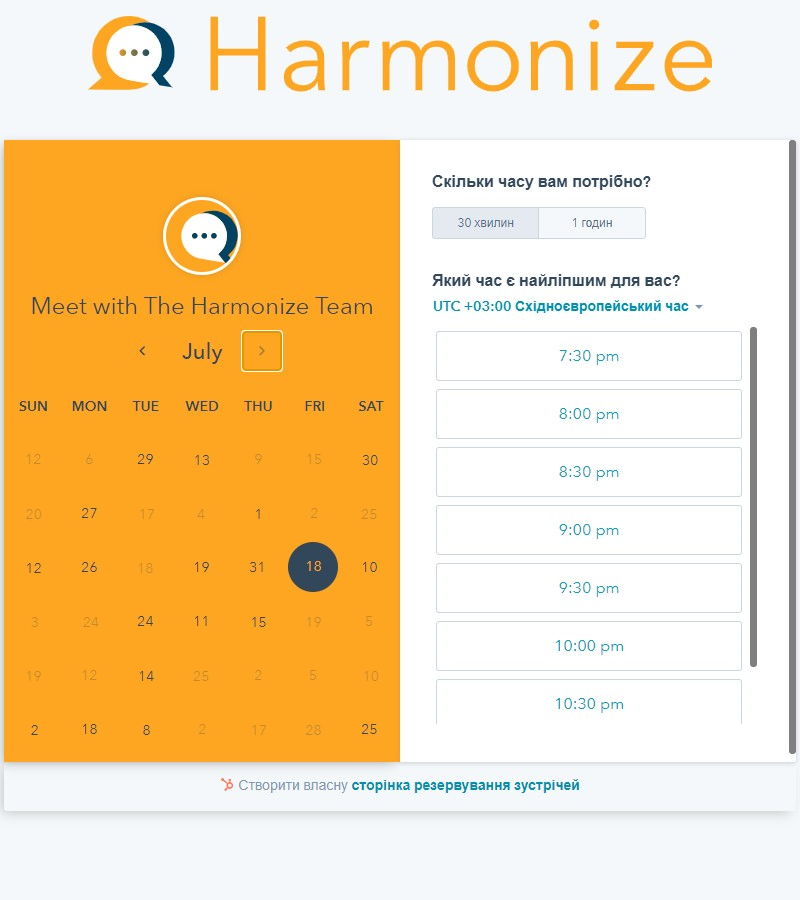 Harmonize
Meet with The Harmonize Team
July
SUN MON TUE WED THU FRI SAT
12 6 29 13 9 15 30
20 27 17 4 1 2 25
12 26 18 19 31 18 10
3 24 24 11 15 19 5
19 12 14 25 2 5 10
2 18 8 2 17 28 25
Скільки часу вам потрібно?
30 хвилин 1 годин
Який час є найліпшим для вас?
UTC +03:00 Східноєвропейський час
7:30 pm
8:00 pm
8:30 pm
9:00 pm
9:30 pm
10:00 pm
10:30 pm
Створити власну сторінка резервування зустрічей